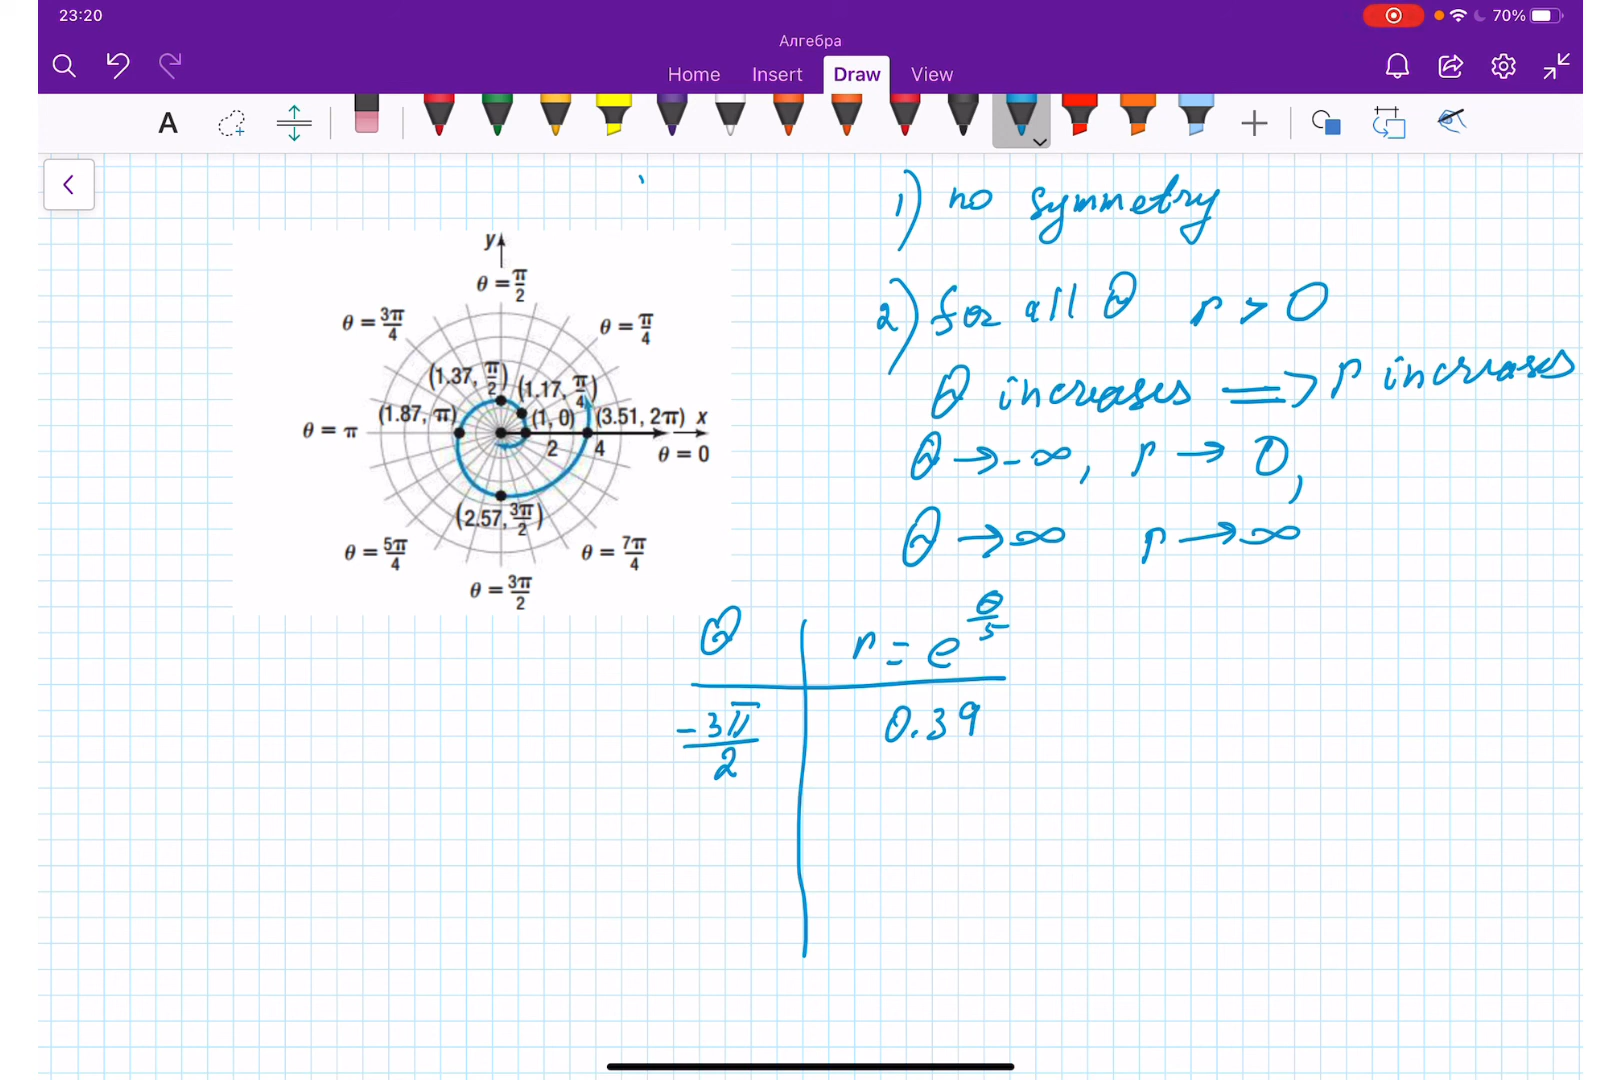 23:20
70%
Алгебра
Home Insert Draw View
A
1) no symmetry
2) for all θ r > 0
θ increases => r increases
θ → -∞, r → 0,
θ → ∞ r → ∞
y
θ = π/2
θ = 3π/4
θ = π/4
(1.37, π/2)
(1.17, π/4)
(1.87, π)
(1, 0)
(3.51, 2π) x
θ = π
2 4
θ = 0
(2.57, 3π/2)
θ = 5π/4
θ = 7π/4
θ = 3π/2
θ r = e^(θ/5)
-3π/2 0.39